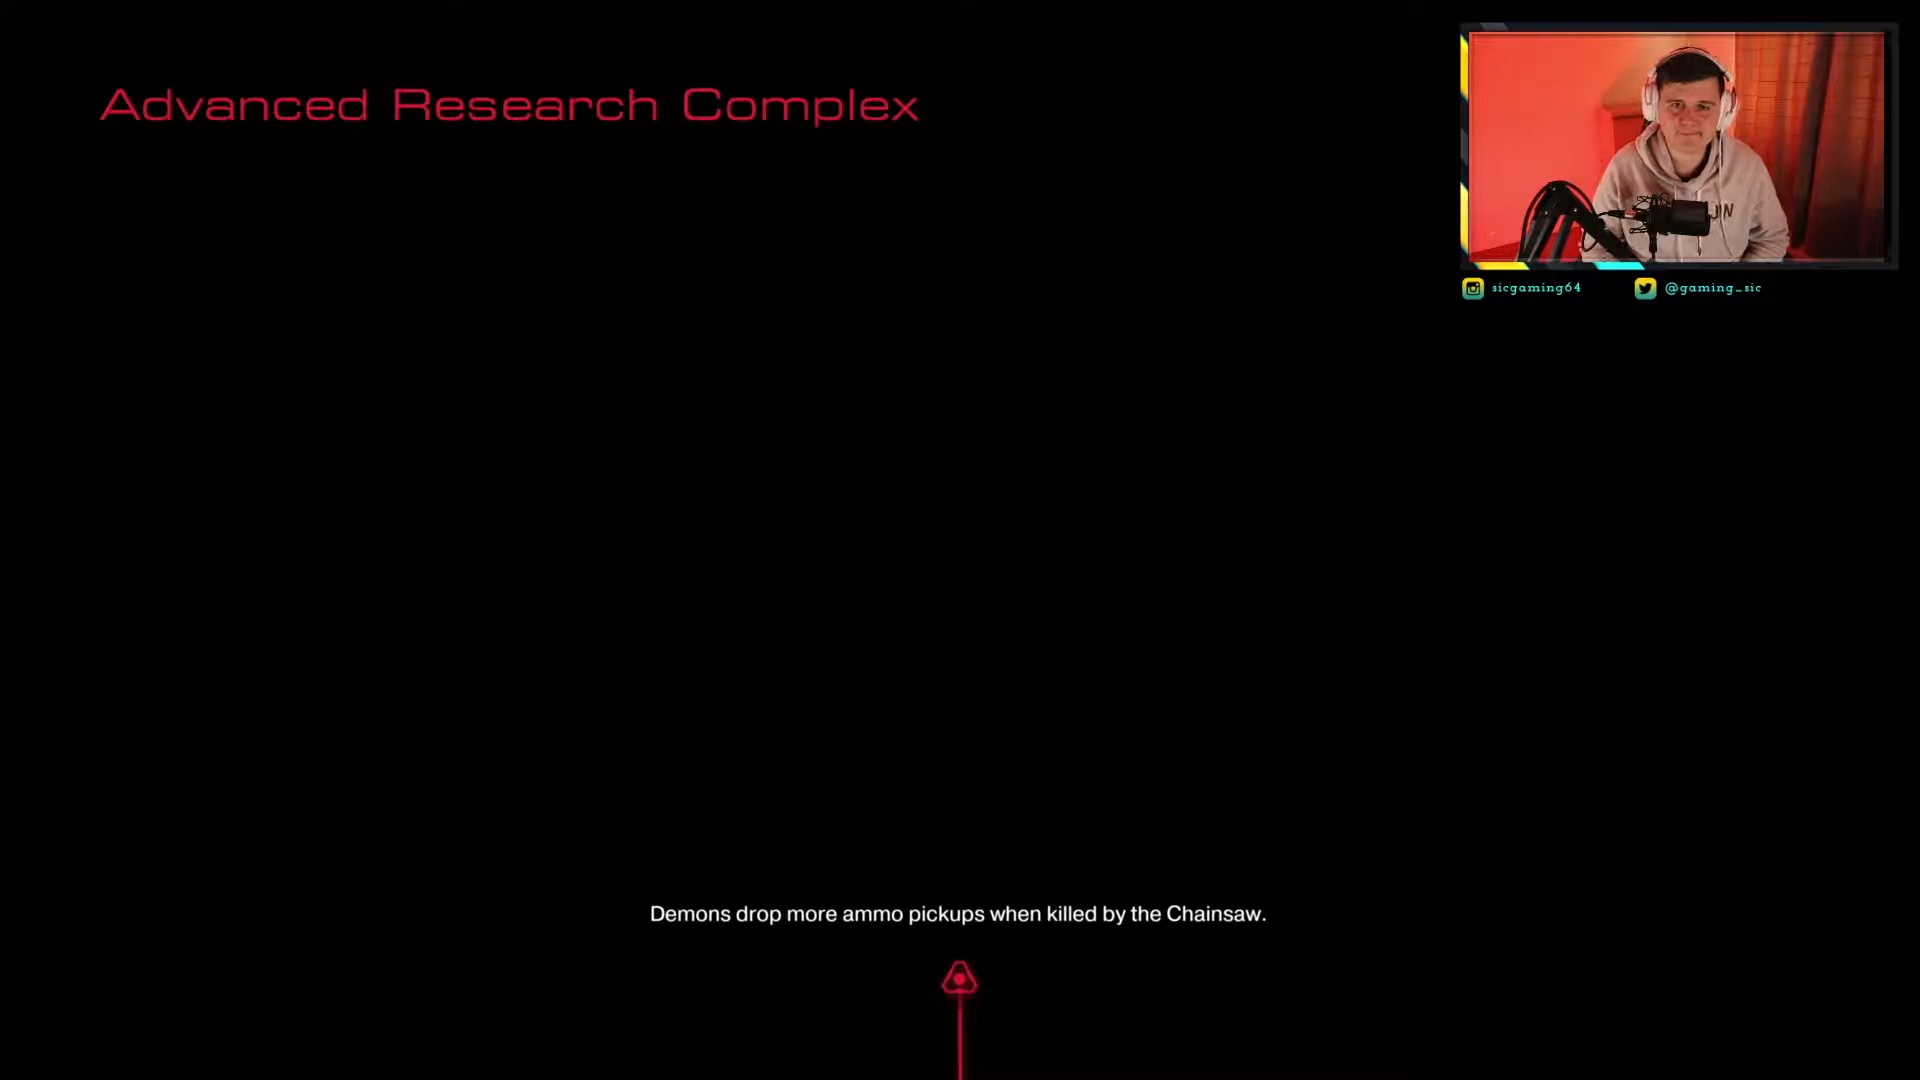 Advanced Research Complex
sicgaming64
@gaming_sic
Demons drop more ammo pickups when killed by the Chainsaw.